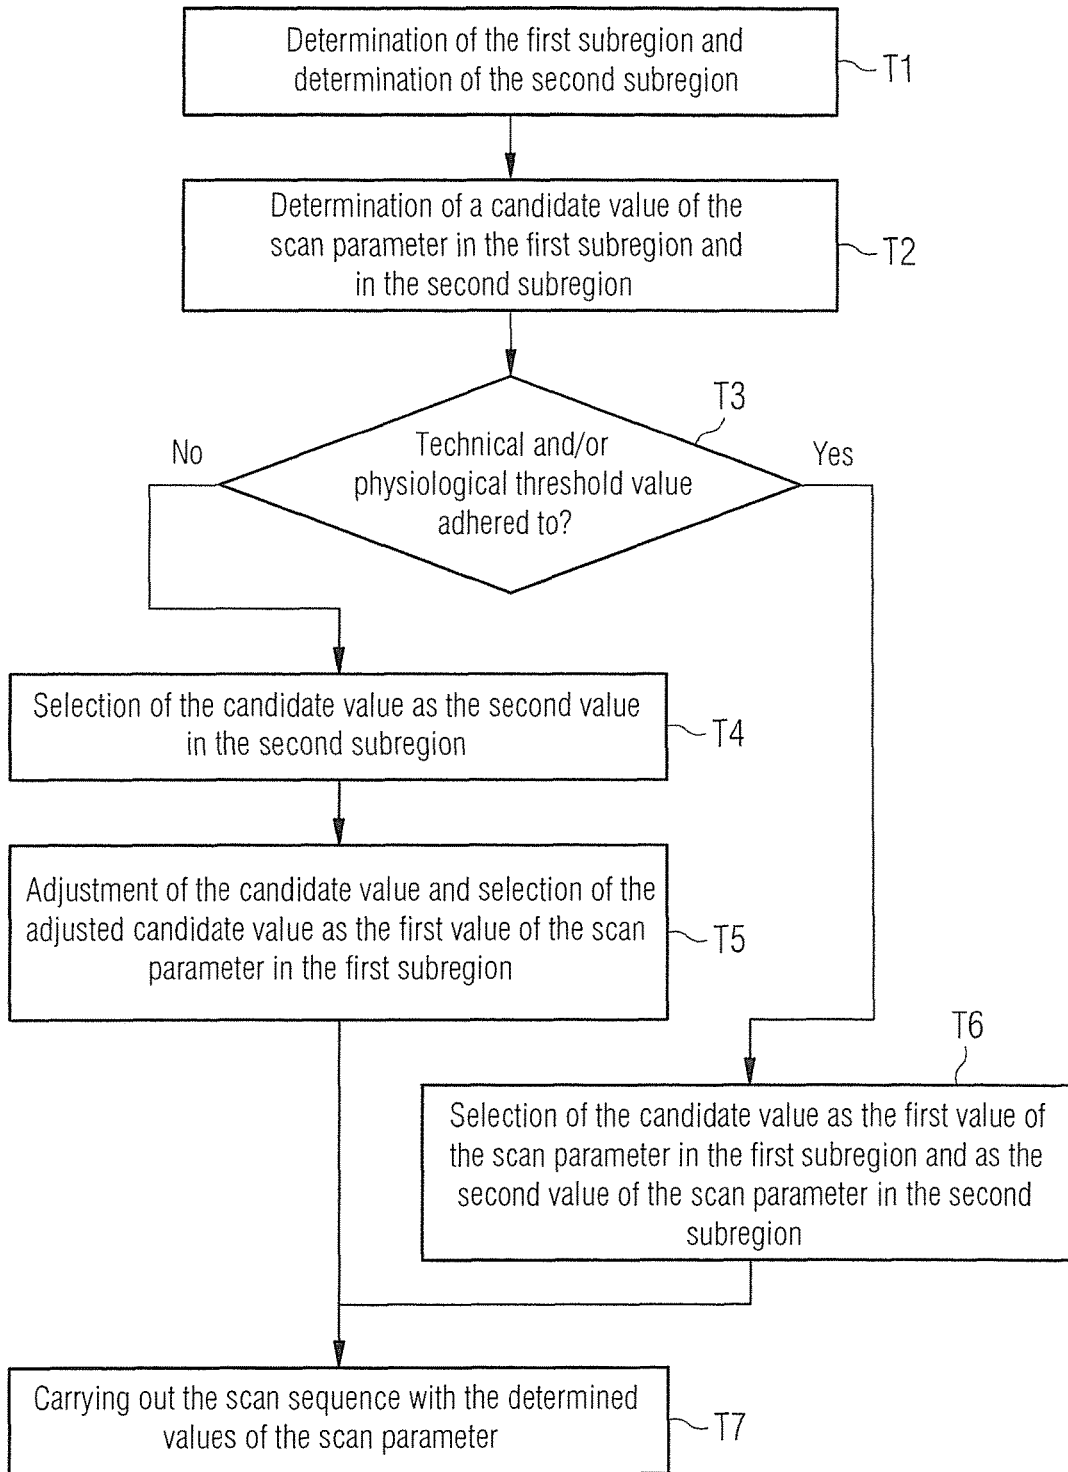 Determination of the first subregion and
determination of the second subregion
T1
Determination of a candidate value of the
scan parameter in the first subregion and
in the second subregion
T2
T3
No
Technical and/or
physiological threshold value
adhered to?
Yes
Selection of the candidate value as the second value
in the second subregion
T4
Adjustment of the candidate value and selection of the
adjusted candidate value as the first value of the scan
parameter in the first subregion
T5
T6
Selection of the candidate value as the first value of
the scan parameter in the first subregion and as the
second value of the scan parameter in the second
subregion
Carrying out the scan sequence with the determined
values of the scan parameter
T7